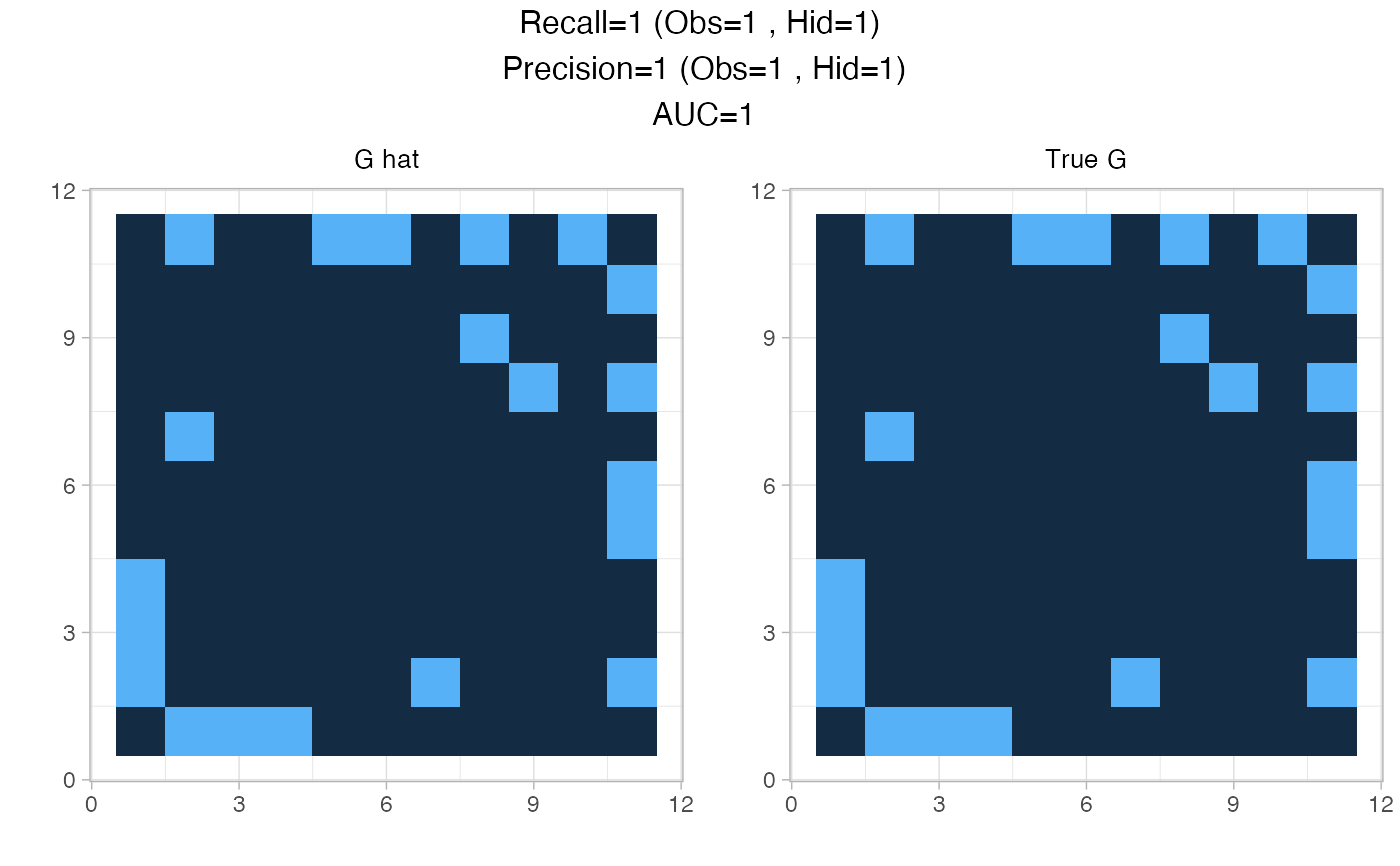 Recall=1 (Obs=1 , Hid=1)
Precision=1 (Obs=1 , Hid=1)
AUC=1
G hat
True G
12
9
6
3
0
0 3 6 9 12
12
9
6
3
0
0 3 6 9 12